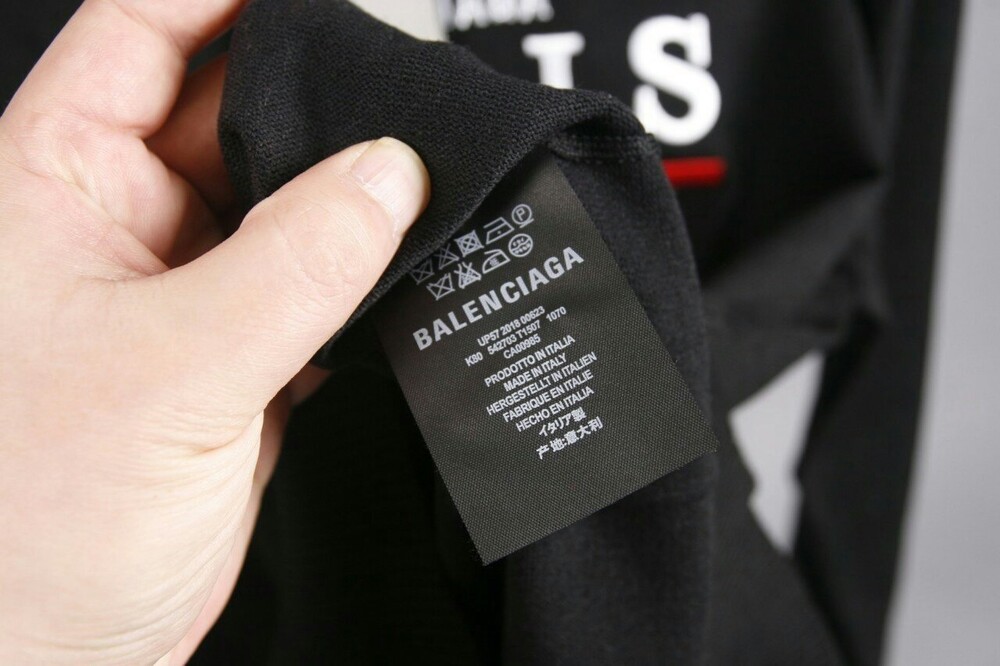 IS
P
BALENCIAGA
UP57 2018 00623
K80 542703 T1507 1070
CA00985
PRODOTTO IN ITALIA
MADE IN ITALY
HERGESTELLT IN ITALIEN
FABRIQUE EN ITALIE
HECHO EN ITALIA
イタリア製
产地:意大利